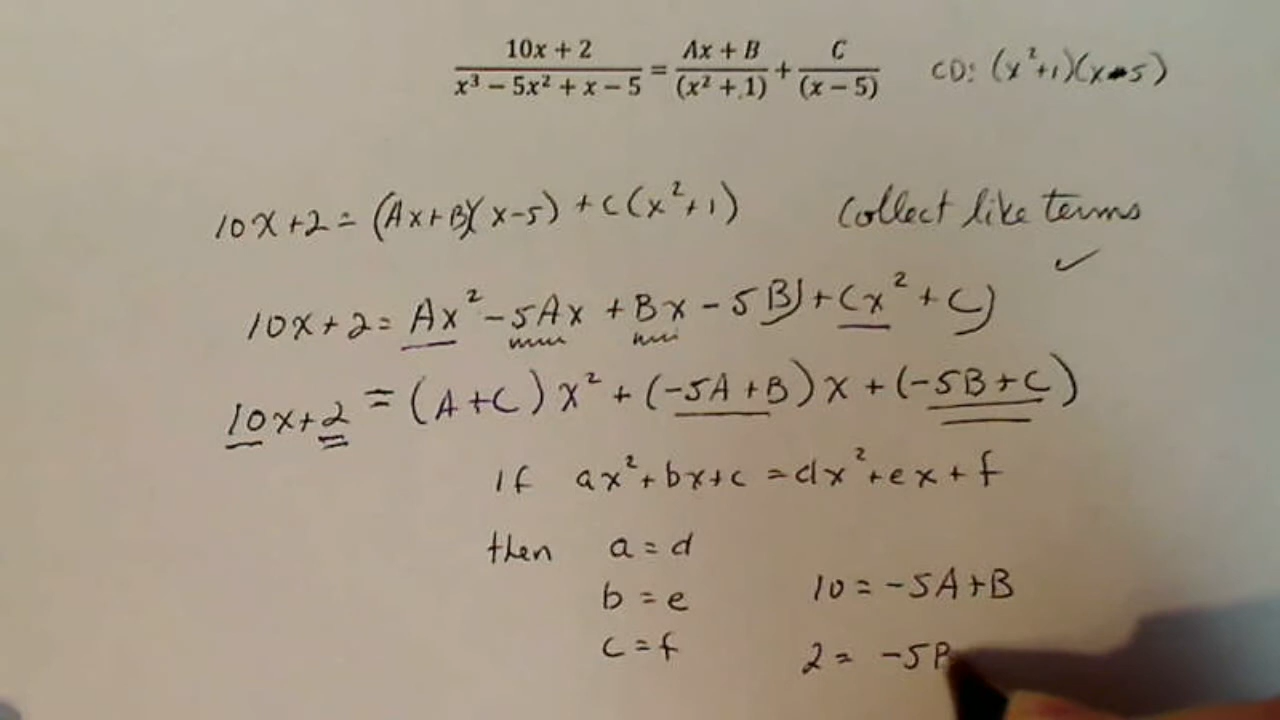 10x + 2 / x³ − 5x² + x − 5 = Ax + B / (x² + 1) + C / (x − 5) CD: (x²+1)(x-5)
10x+2 = (Ax+B)(x-5) + C(x²+1) Collect like terms ✓
10x+2 = Ax² - 5Ax + Bx - 5B + Cx² + C
10x+2 = (A+C)x² + (-5A+B)x + (-5B+C)
If ax²+bx+c = dx²+ex+f
then a = d
b = e 10 = -5A+B
c = f 2 = -5B